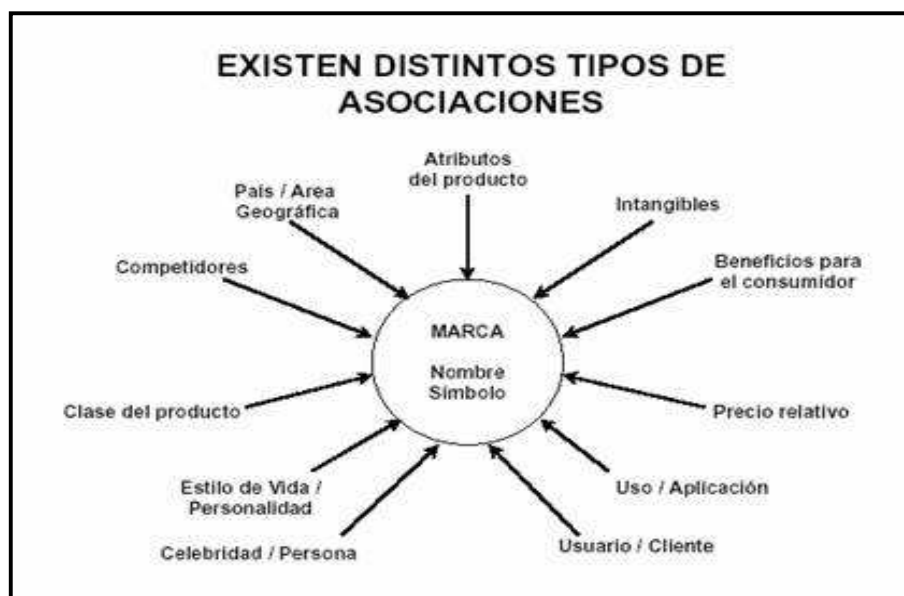 EXISTEN DISTINTOS TIPOS DE
ASOCIACIONES
Atributos
del producto
País / Area
Geográfica
Intangibles
Competidores
Beneficios para
el consumidor
MARCA
Nombre
Símbolo
Clase del producto
Precio relativo
Estilo de Vida /
Personalidad
Uso / Aplicación
Celebridad / Persona
Usuario / Cliente